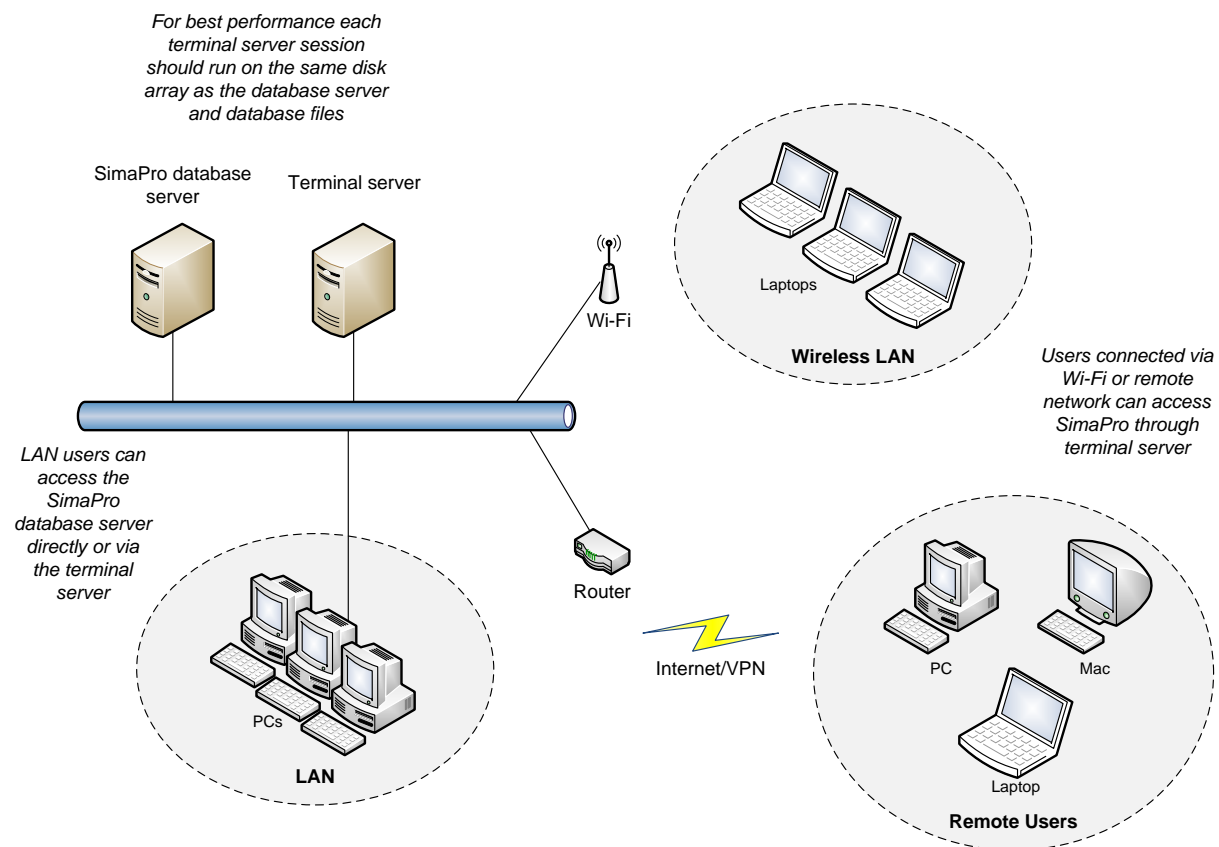 For best performance each
terminal server session
should run on the same disk
array as the database server
and database files
SimaPro database
server
Terminal server
Wi-Fi
Laptops
Wireless LAN
Users connected via
Wi-Fi or remote
network can access
SimaPro through
terminal server
LAN users can
access the
SimaPro
database server
directly or via
the terminal
server
Router
Internet/VPN
PCs
LAN
PC
Mac
Laptop
Remote Users